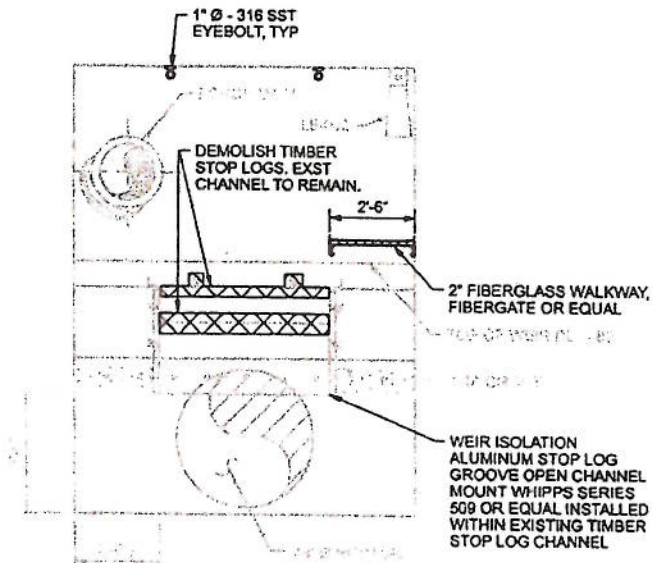 1" Ø - 316 SST
EYEBOLT, TYP
DEMOLISH TIMBER
STOP LOGS. EXST
CHANNEL TO REMAIN.
2'-6"
2" FIBERGLASS WALKWAY,
FIBERGATE OR EQUAL
WEIR ISOLATION
ALUMINUM STOP LOG
GROOVE OPEN CHANNEL
MOUNT WHIPPS SERIES
509 OR EQUAL INSTALLED
WITHIN EXISTING TIMBER
STOP LOG CHANNEL